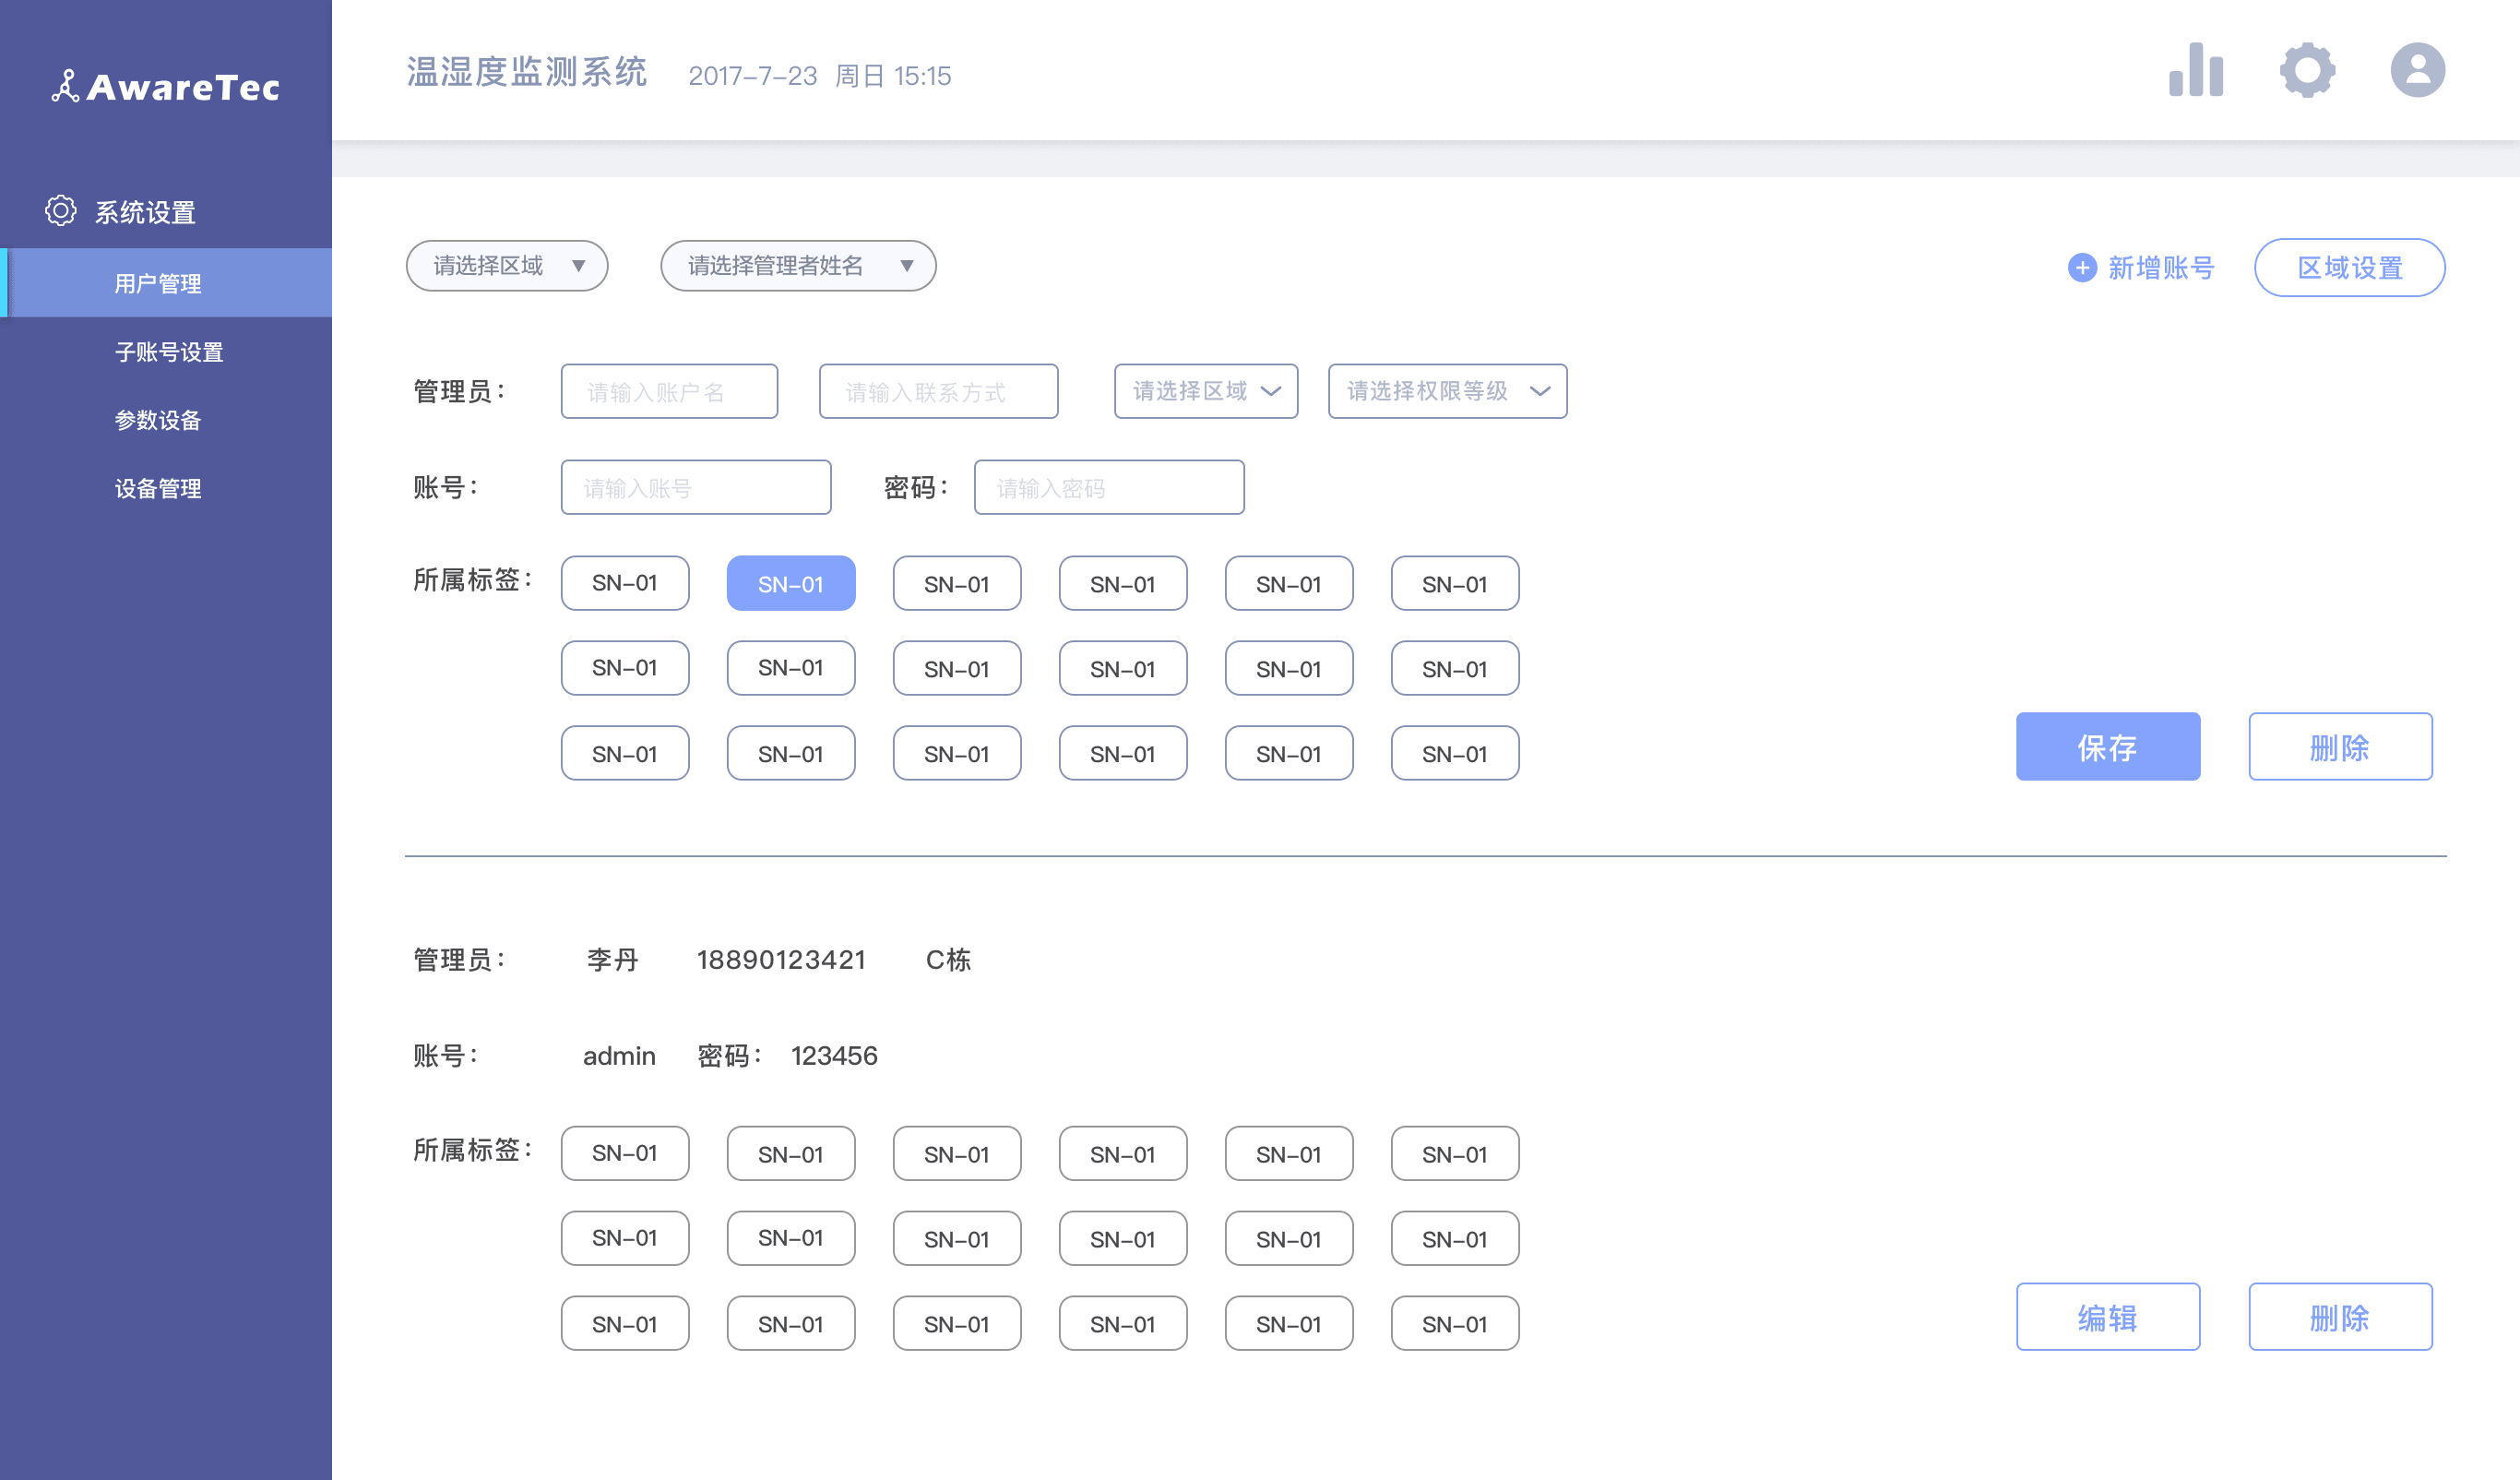 AwareTec
温湿度监测系统 2017-7-23 周日 15:15
系统设置
用户管理
子账号设置
参数设备
设备管理
请选择区域 ▼ 请选择管理者姓名 ▼ 新增账号 区域设置
管理员： 请输入账户名 请输入联系方式 请选择区域 请选择权限等级
账号： 请输入账号 密码： 请输入密码
所属标签： SN-01 SN-01 SN-01 SN-01 SN-01 SN-01
SN-01 SN-01 SN-01 SN-01 SN-01 SN-01
SN-01 SN-01 SN-01 SN-01 SN-01 SN-01
保存 删除
管理员： 李丹 18890123421 C栋
账号： admin 密码： 123456
所属标签： SN-01 SN-01 SN-01 SN-01 SN-01 SN-01
SN-01 SN-01 SN-01 SN-01 SN-01 SN-01
SN-01 SN-01 SN-01 SN-01 SN-01 SN-01
编辑 删除